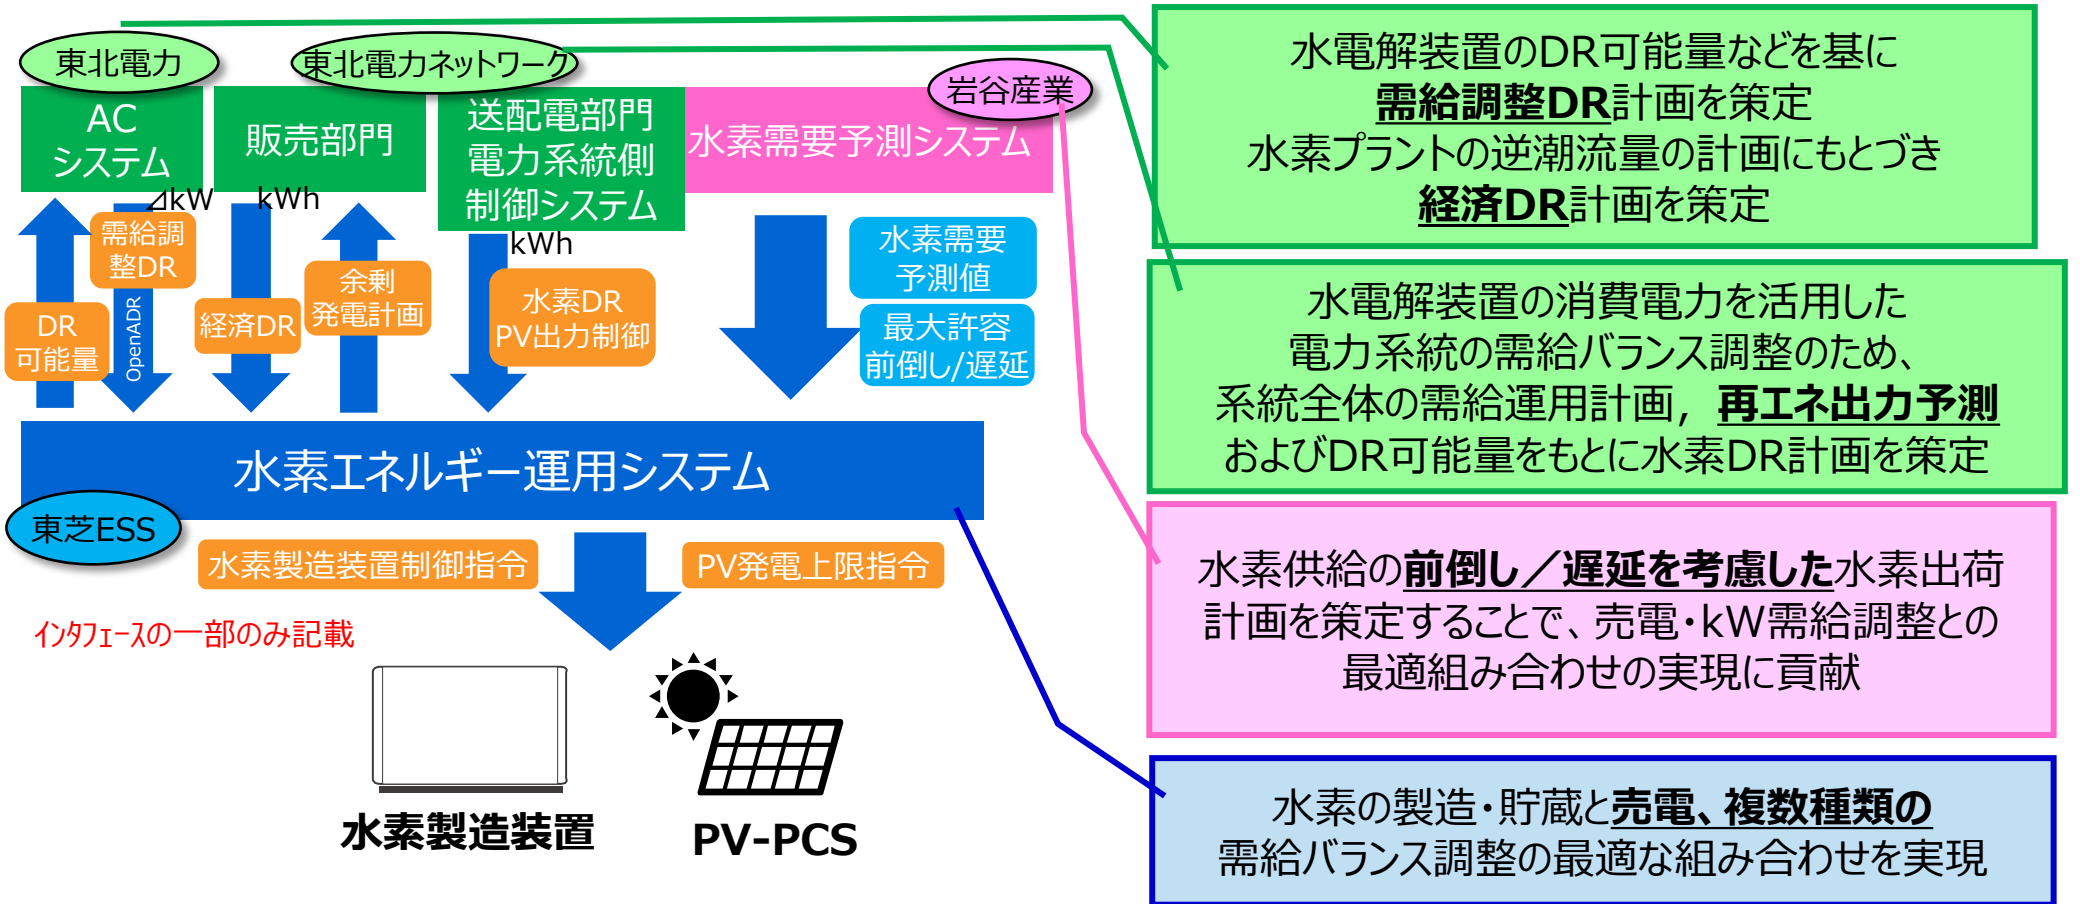 東北電力
東北電力ネットワーク
岩谷産業
AC
システム
販売部門
送配電部門
電力系統側
制御システム
水素需要予測システム
⊿kW
kWh
kWh
需給調
整DR
DR
可能量
OpenADR
経済DR
余剰
発電計画
水素DR
PV出力制御
水素需要
予測値
最大許容
前倒し/遅延
水素エネルギー運用システム
東芝ESS
水素製造装置制御指令
PV発電上限指令
インタフェースの一部のみ記載
水素製造装置
PV-PCS
水電解装置のDR可能量などを基に
需給調整DR計画を策定
水素プラントの逆潮流量の計画にもとづき
経済DR計画を策定
水電解装置の消費電力を活用した
電力系統の需給バランス調整のため、
系統全体の需給運用計画，再エネ出力予測
およびDR可能量をもとに水素DR計画を策定
水素供給の前倒し／遅延を考慮した水素出荷
計画を策定することで、売電・kW需給調整との
最適組み合わせの実現に貢献
水素の製造・貯蔵と売電、複数種類の
需給バランス調整の最適な組み合わせを実現